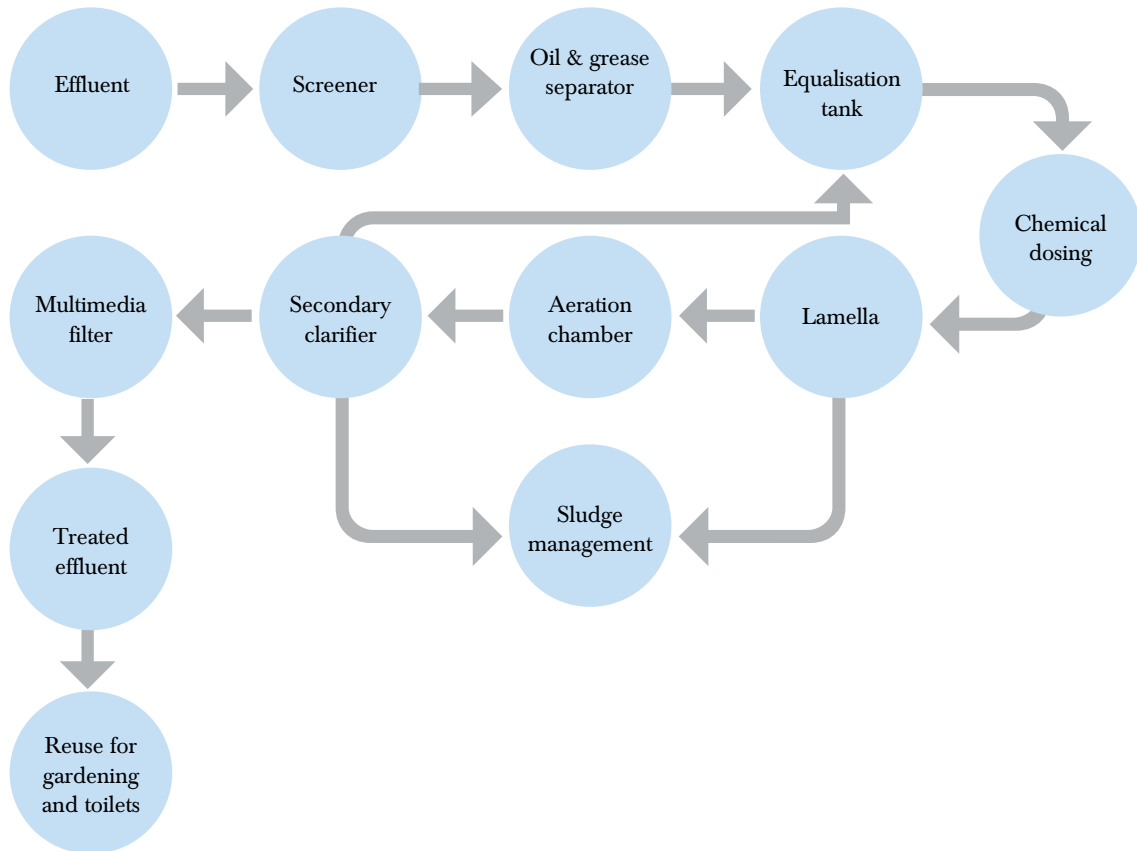 Effluent
Screener
Oil & grease
separator
Equalisation
tank
Chemical
dosing
Multimedia
filter
Secondary
clarifier
Aeration
chamber
Lamella
Sludge
management
Treated
effluent
Reuse for
gardening
and toilets